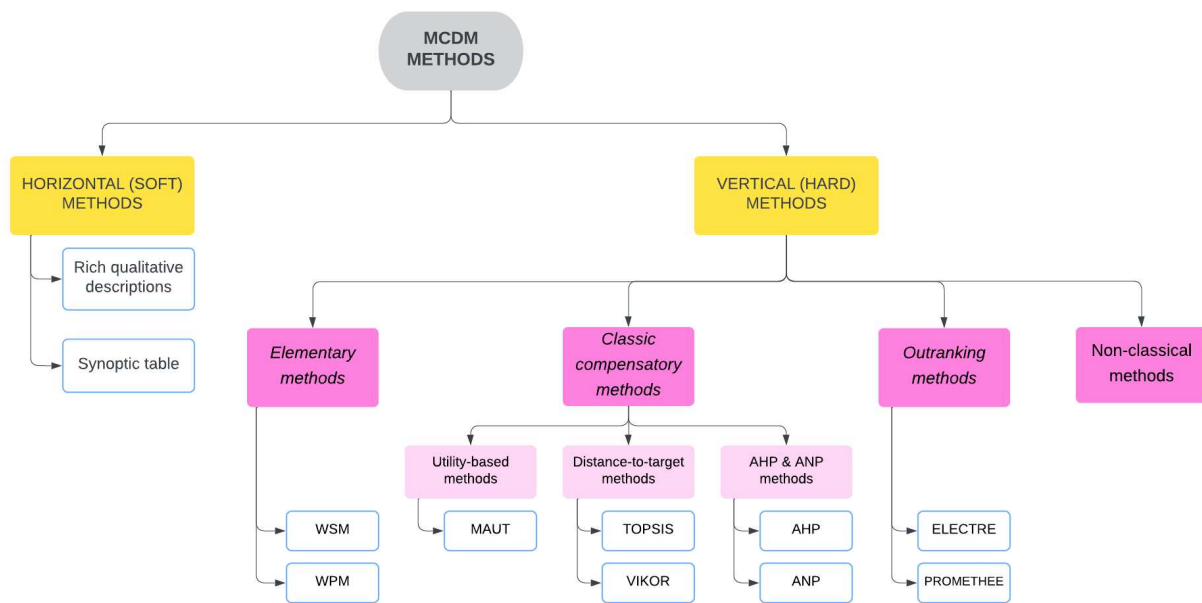 MCDM
METHODS
HORIZONTAL (SOFT)
METHODS
VERTICAL (HARD)
METHODS
Rich qualitative
descriptions
Synoptic table
Elementary
methods
Classic
compensatory
methods
Outranking
methods
Non-classical
methods
Utility-based
methods
Distance-to-target
methods
AHP & ANP
methods
WSM
MAUT
TOPSIS
AHP
ELECTRE
WPM
VIKOR
ANP
PROMETHEE